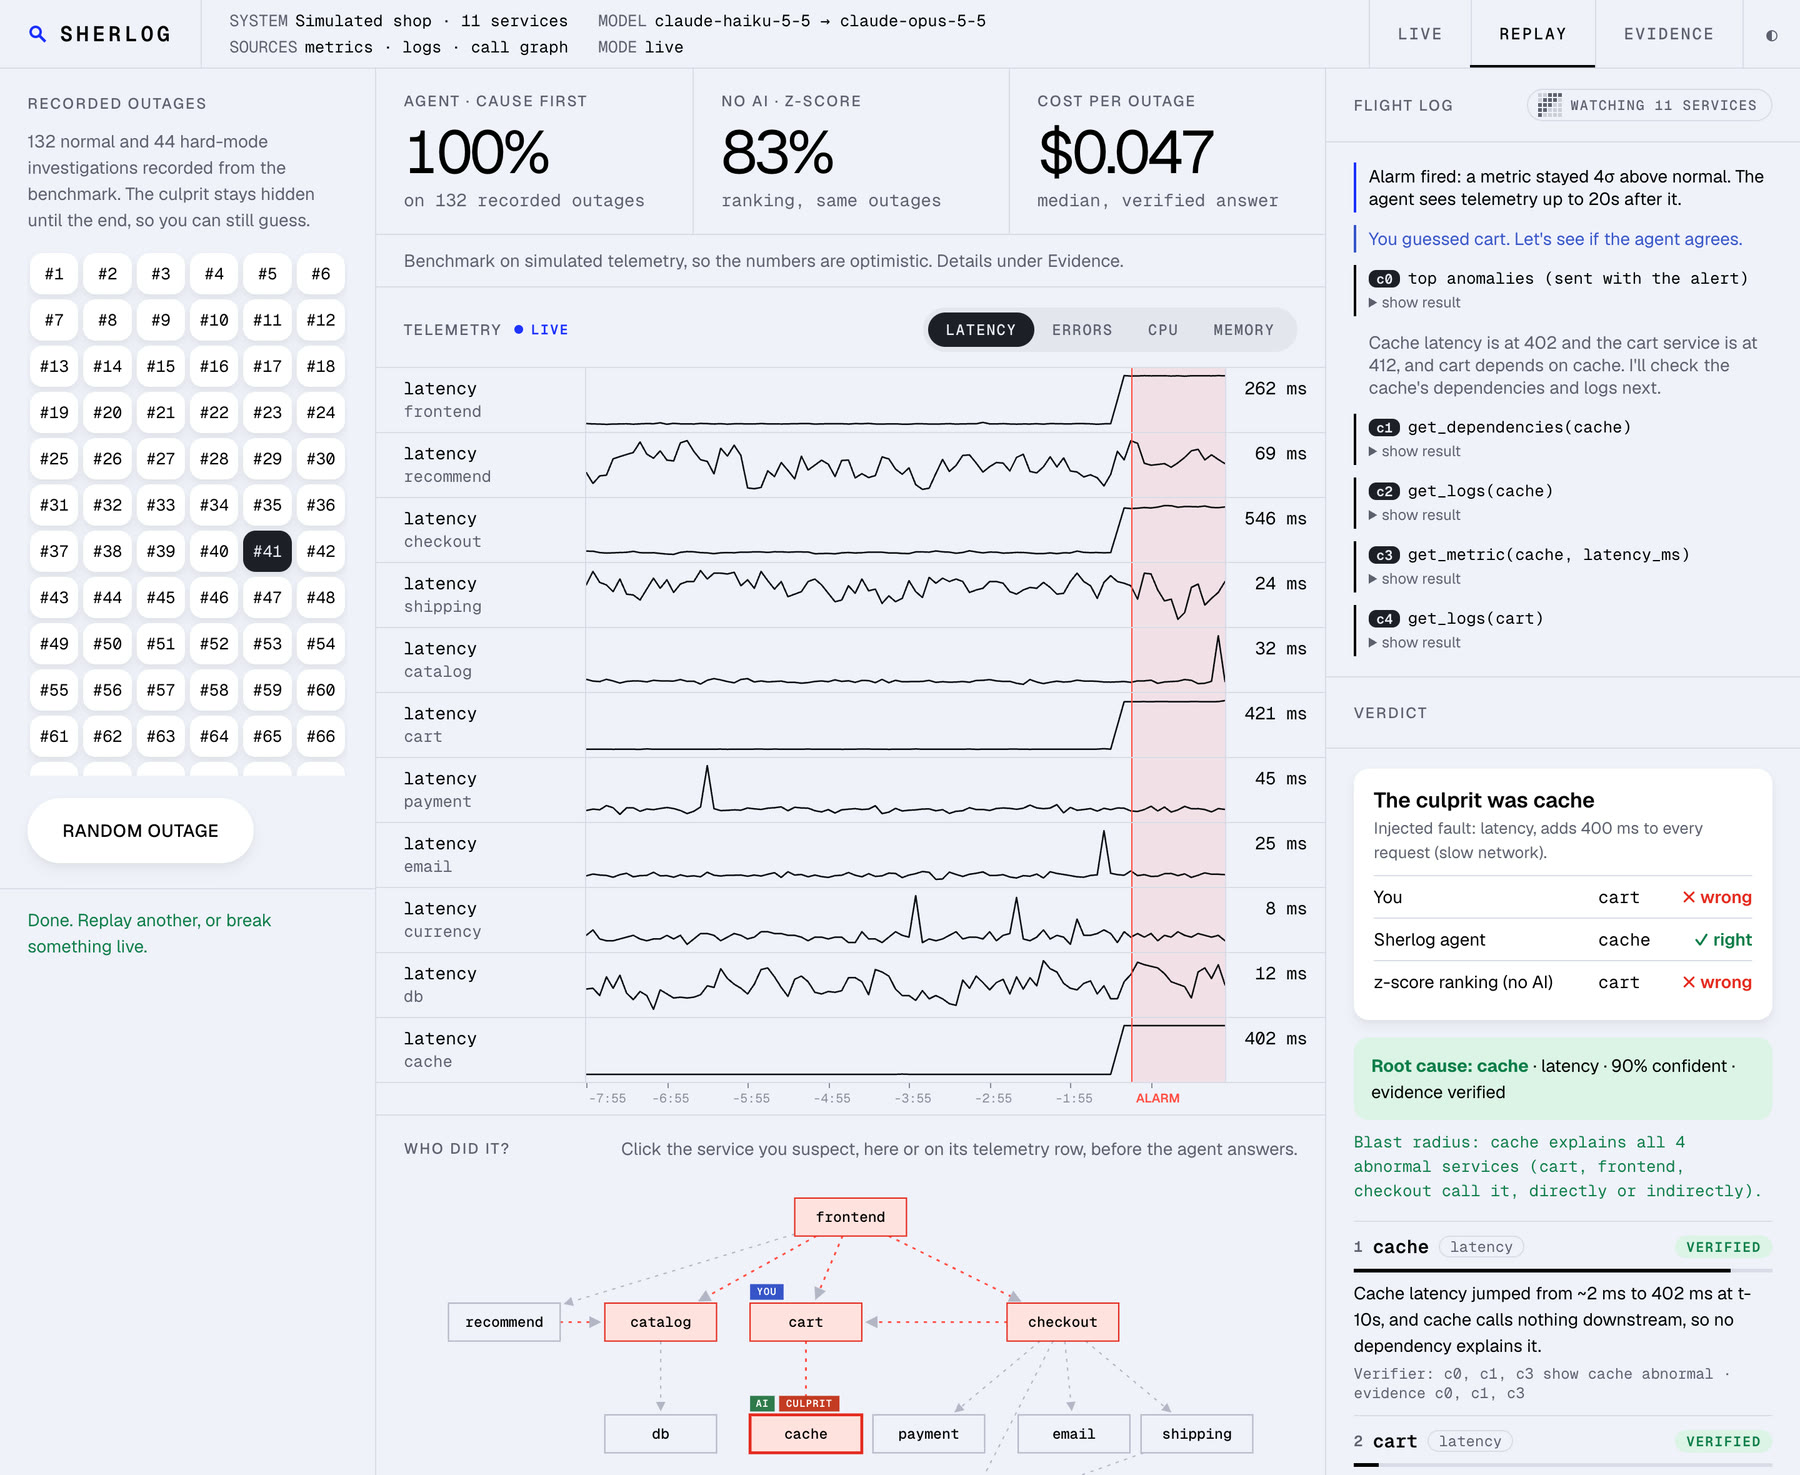 SHERLOG
SYSTEM Simulated shop · 11 services
SOURCES metrics · logs · call graph
MODEL claude-haiku-5-5 → claude-opus-5-5
MODE live
LIVE
REPLAY
EVIDENCE
RECORDED OUTAGES
132 normal and 44 hard-mode
investigations recorded from the
benchmark. The culprit stays hidden
until the end, so you can still guess.
#1 #2 #3 #4 #5 #6
#7 #8 #9 #10 #11 #12
#13 #14 #15 #16 #17 #18
#19 #20 #21 #22 #23 #24
#25 #26 #27 #28 #29 #30
#31 #32 #33 #34 #35 #36
#37 #38 #39 #40 #41 #42
#43 #44 #45 #46 #47 #48
#49 #50 #51 #52 #53 #54
#55 #56 #57 #58 #59 #60
#61 #62 #63 #64 #65 #66
RANDOM OUTAGE
Done. Replay another, or break
something live.
AGENT · CAUSE FIRST
100%
on 132 recorded outages
NO AI · Z-SCORE
83%
ranking, same outages
COST PER OUTAGE
$0.047
median, verified answer
Benchmark on simulated telemetry, so the numbers are optimistic. Details under Evidence.
TELEMETRY
LIVE
LATENCY
ERRORS
CPU
MEMORY
latency
frontend
262 ms
latency
recommend
69 ms
latency
checkout
546 ms
latency
shipping
24 ms
latency
catalog
32 ms
latency
cart
421 ms
latency
payment
45 ms
latency
email
25 ms
latency
currency
8 ms
latency
db
12 ms
latency
cache
402 ms
-7:55 -6:55 -5:55 -4:55 -3:55 -2:55 -1:55 ALARM
WHO DID IT?
Click the service you suspect, here or on its telemetry row, before the agent answers.
frontend
YOU
recommend
catalog
cart
checkout
AI CULPRIT
db
cache
payment
email
shipping
FLIGHT LOG
WATCHING 11 SERVICES
Alarm fired: a metric stayed 4σ above normal. The
agent sees telemetry up to 20s after it.
You guessed cart. Let's see if the agent agrees.
c0 top anomalies (sent with the alert)
▶ show result
Cache latency is at 402 and the cart service is at
412, and cart depends on cache. I'll check the
cache's dependencies and logs next.
c1 get_dependencies(cache)
▶ show result
c2 get_logs(cache)
▶ show result
c3 get_metric(cache, latency_ms)
▶ show result
c4 get_logs(cart)
▶ show result
VERDICT
The culprit was cache
Injected fault: latency, adds 400 ms to every
request (slow network).
You cart ✕ wrong
Sherlog agent cache ✓ right
z-score ranking (no AI) cart ✕ wrong
Root cause: cache · latency · 90% confident ·
evidence verified
Blast radius: cache explains all 4
abnormal services (cart, frontend,
checkout call it, directly or indirectly).
1 cache latency VERIFIED
Cache latency jumped from ~2 ms to 402 ms at t-
10s, and cache calls nothing downstream, so no
dependency explains it.
Verifier: c0, c1, c3 show cache abnormal ·
evidence c0, c1, c3
2 cart latency VERIFIED